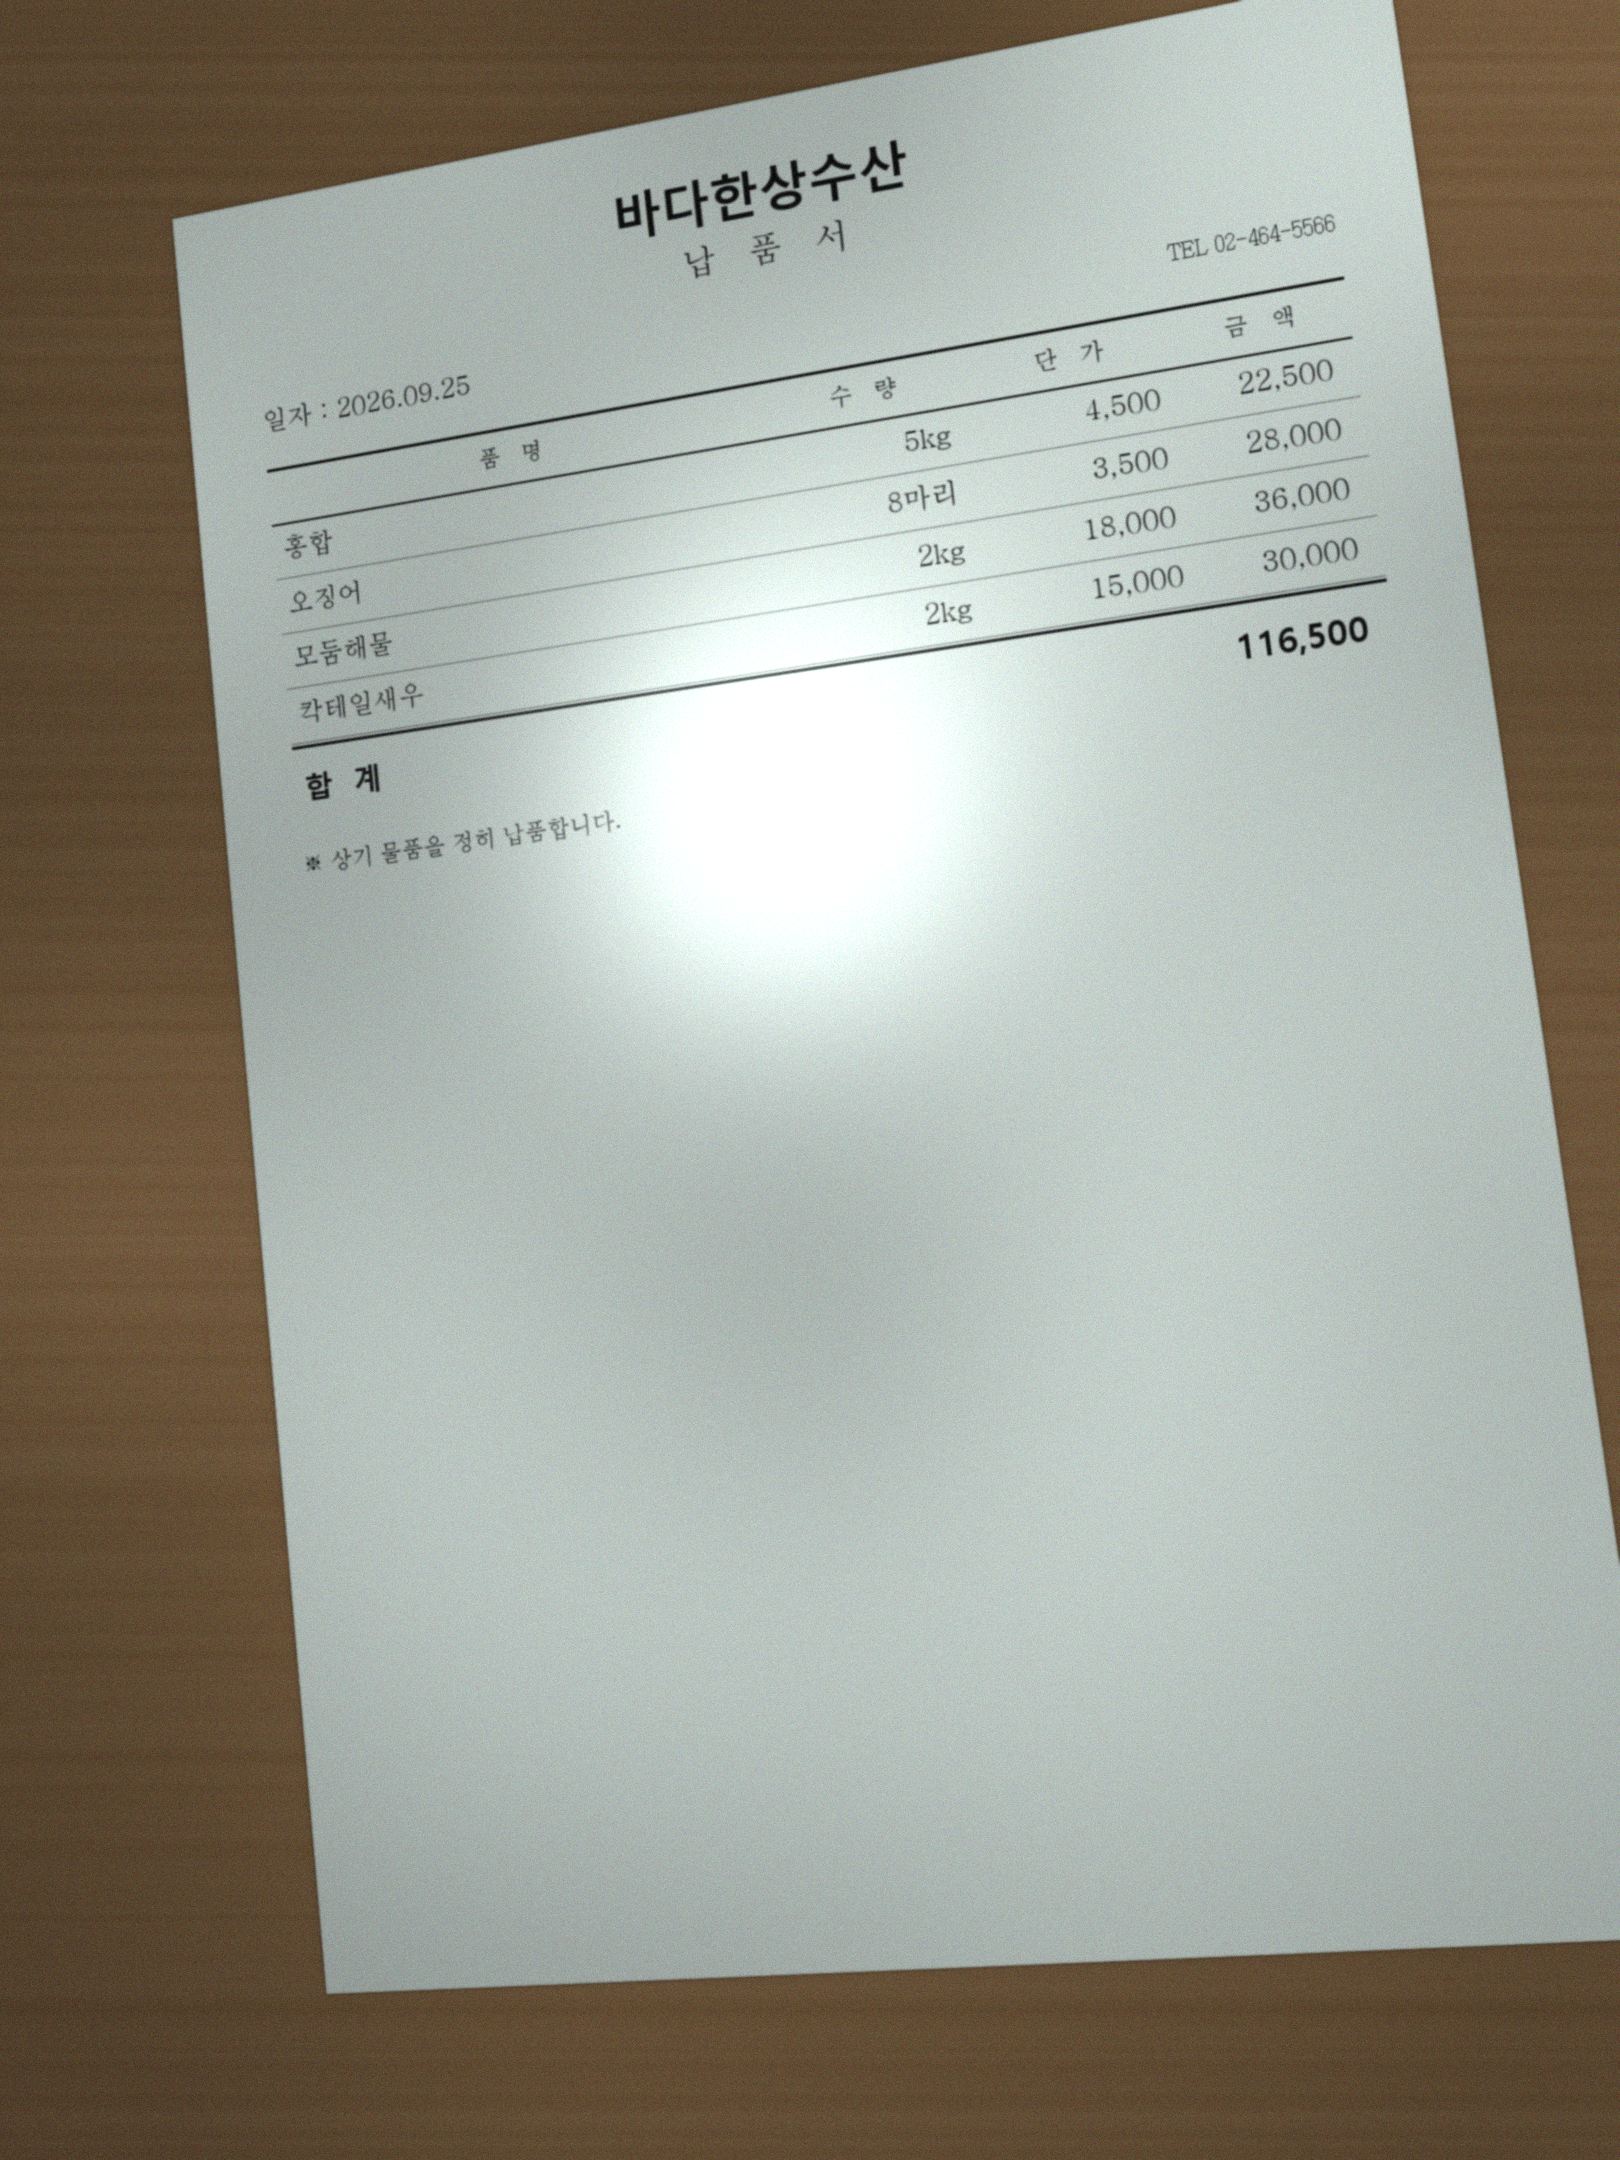 바다한상수산
납 품 서
일자 : 2026.09.25 TEL 02-464-5566
품 명 수 량 단 가 금 액
홍합 5kg 4,500 22,500
오징어 8마리 3,500 28,000
모둠해물 2kg 18,000 36,000
칵테일새우 2kg 15,000 30,000
합 계 116,500
※ 상기 물품을 정히 납품합니다.